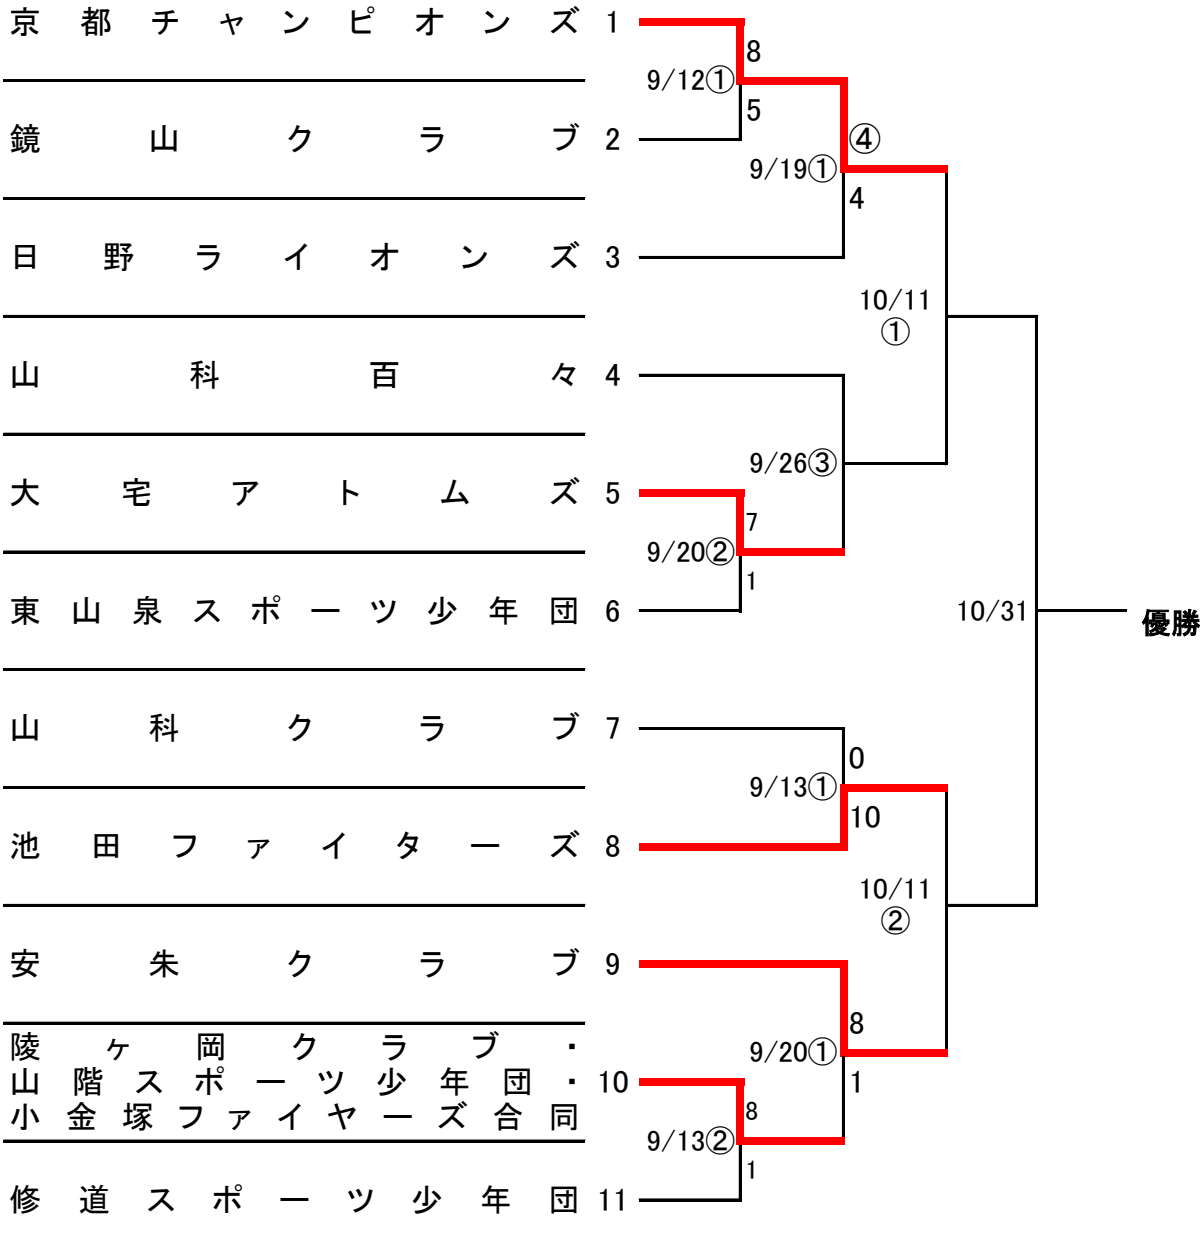 京都チャンピオンズ 1
8
9/12①
5
鏡山クラブ 2
④
9/19①
4
日野ライオンズ 3
10/11
①
山科百々 4
9/26③
大宅アトムズ 5
7
9/20②
1
東山泉スポーツ少年団 6
10/31
優勝
山科クラブ 7
0
9/13①
10
池田ファイターズ 8
10/11
②
安朱クラブ 9
8
9/20①
1
陵ヶ岡クラブ・
山階スポーツ少年団・ 10
小金塚ファイヤーズ合同
8
9/13②
1
修道スポーツ少年団 11